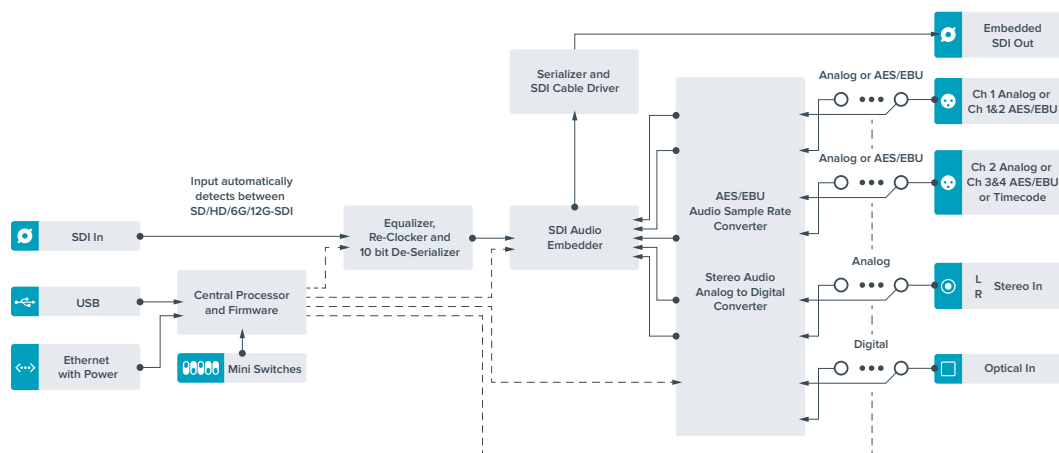 Embedded
SDI Out
Serializer and
SDI Cable Driver
Analog or AES/EBU
Ch 1 Analog or
Ch 1&2 AES/EBU
Analog or AES/EBU
Ch 2 Analog or
Ch 3&4 AES/EBU
or Timecode
Input automatically
detects between
SD/HD/6G/12G-SDI
AES/EBU
Audio Sample Rate
Converter
SDI In
Equalizer,
Re-Clocker and
10 bit De-Serializer
SDI Audio
Embedder
Analog
Stereo Audio
Analog to Digital
Converter
L
R
Stereo In
USB
Central Processor
and Firmware
Ethernet
with Power
Mini Switches
Digital
Optical In